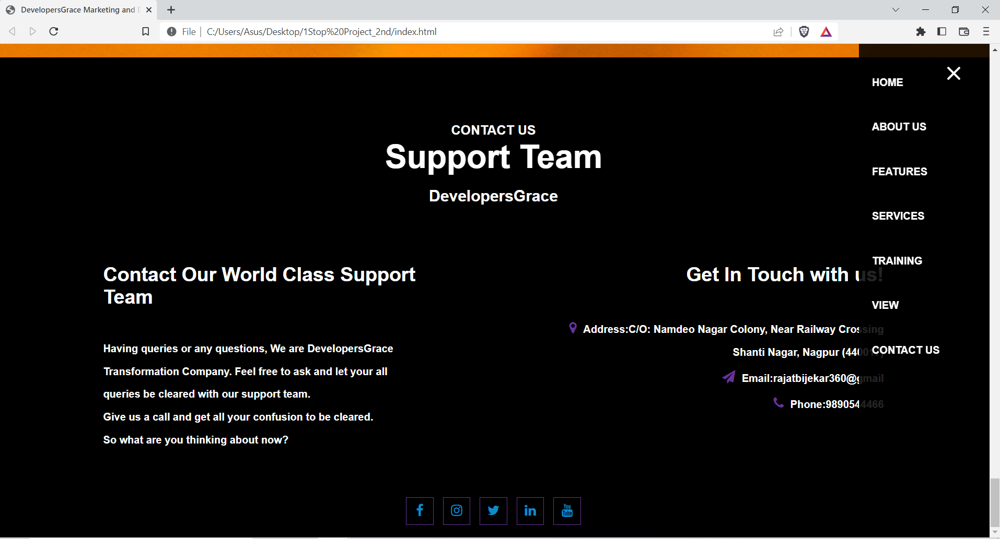 DevelopersGrace Marketing and
File | C:/Users/Asus/Desktop/1Stop%20Project_2nd/index.html
HOME
ABOUT US
FEATURES
SERVICES
TRAINING
VIEW
CONTACT US
CONTACT US
Support Team
DevelopersGrace
Contact Our World Class Support
Team
Having queries or any questions, We are DevelopersGrace
Transformation Company. Feel free to ask and let your all
queries be cleared with our support team.
Give us a call and get all your confusion to be cleared.
So what are you thinking about now?
Get In Touch with us!
Address:C/O: Namdeo Nagar Colony, Near Railway Crossing
Shanti Nagar, Nagpur
Email:rajatbijekar360@gmail
Phone:9890544466
f
in
You
Tube